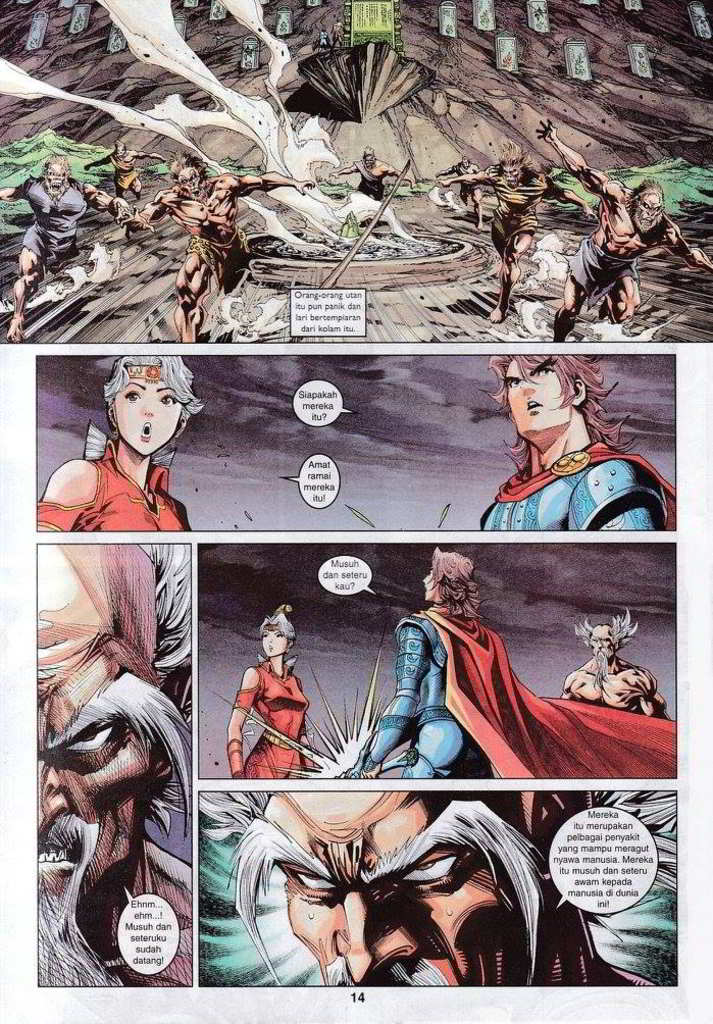 Orang-orang utan
itu pun panik dan
lari bertempiaran
dari kolam itu.
Siapakah
mereka
itu?
Amat
ramai
mereka
itu!
Ehnm...
ehm...!
Musuh dan
seteruku
sudah
datang!
Musuh
dan seteru
kau?
Mereka
itu merupakan
pelbagai penyakit
yang mampu meragut
nyawa manusia. Mereka
itu musuh dan seteru
awam kepada
manusia di dunia
ini!
14